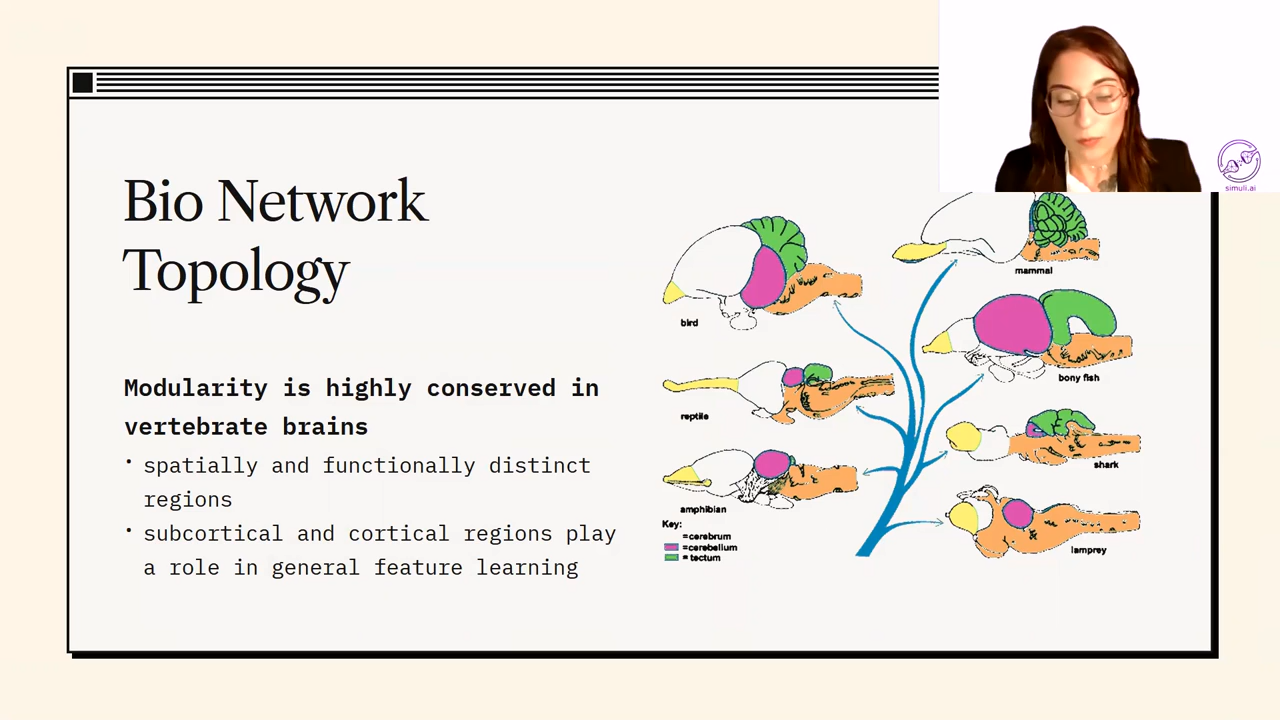 Bio Network
Topology
Modularity is highly conserved in
vertebrate brains
• spatially and functionally distinct
regions
• subcortical and cortical regions play
a role in general feature learning
bird
reptile
amphibian
Key:
=cerebrum
=cerebellum
= tectum
mammal
bony fish
shark
lamprey
simuli.ai